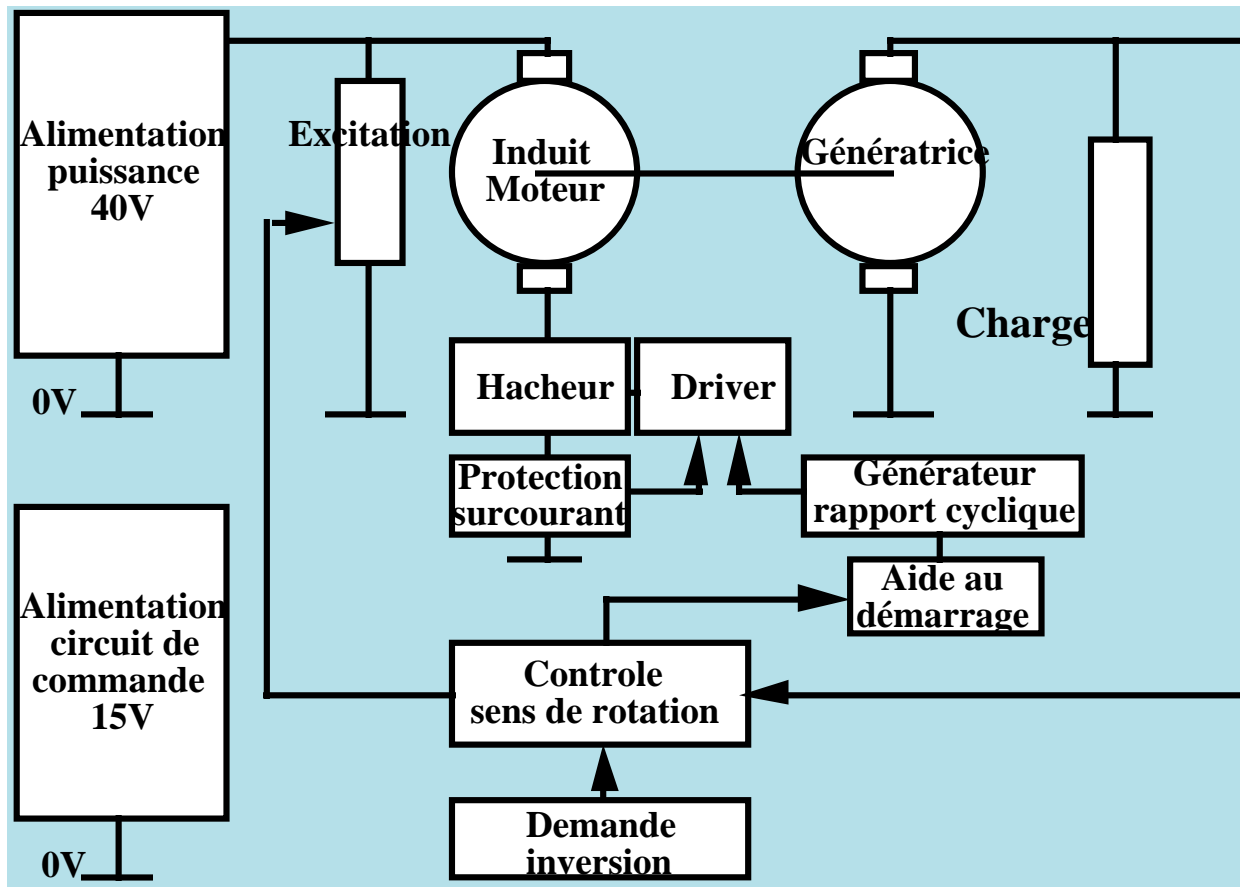 Alimentation
puissance
40V
0V
Excitation
Induit
Moteur
Génératrice
Charge
Hacheur
Driver
Protection
surcourant
Générateur
rapport cyclique
Aide au
démarrage
Alimentation
circuit de
commande
15V
0V
Controle
sens de rotation
Demande
inversion